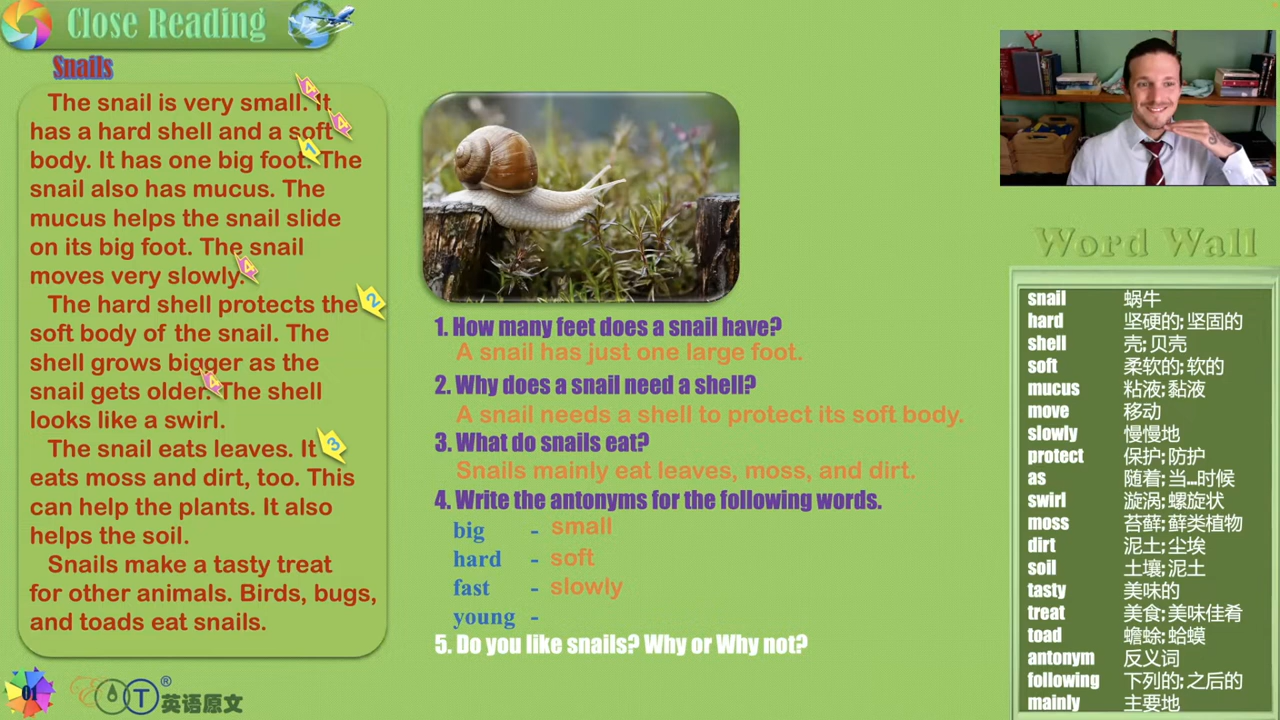 Close Reading
Snails
The snail is very small. It
has a hard shell and a soft
body. It has one big foot. The
snail also has mucus. The
mucus helps the snail slide
on its big foot. The snail
moves very slowly.
The hard shell protects the
soft body of the snail. The
shell grows bigger as the
snail gets older. The shell
looks like a swirl.
The snail eats leaves. It
eats moss and dirt, too. This
can help the plants. It also
helps the soil.
Snails make a tasty treat
for other animals. Birds, bugs,
and toads eat snails.
4
4
1
4
2
4
3
1. How many feet does a snail have?
A snail has just one large foot.
2. Why does a snail need a shell?
A snail needs a shell to protect its soft body.
3. What do snails eat?
Snails mainly eat leaves, moss, and dirt.
4. Write the antonyms for the following words.
big - small
hard - soft
fast - slowly
young -
5. Do you like snails? Why or Why not?
Word Wall
snail 蜗牛
hard 坚硬的; 坚固的
shell 壳; 贝壳
soft 柔软的; 软的
mucus 粘液; 黏液
move 移动
slowly 慢慢地
protect 保护; 防护
as 随着; 当...时候
swirl 漩涡; 螺旋状
moss 苔藓; 藓类植物
dirt 泥土; 尘埃
soil 土壤; 泥土
tasty 美味的
treat 美食; 美味佳肴
toad 蟾蜍; 蛤蟆
antonym 反义词
following 下列的; 之后的
mainly 主要地
01
T® 英语原文